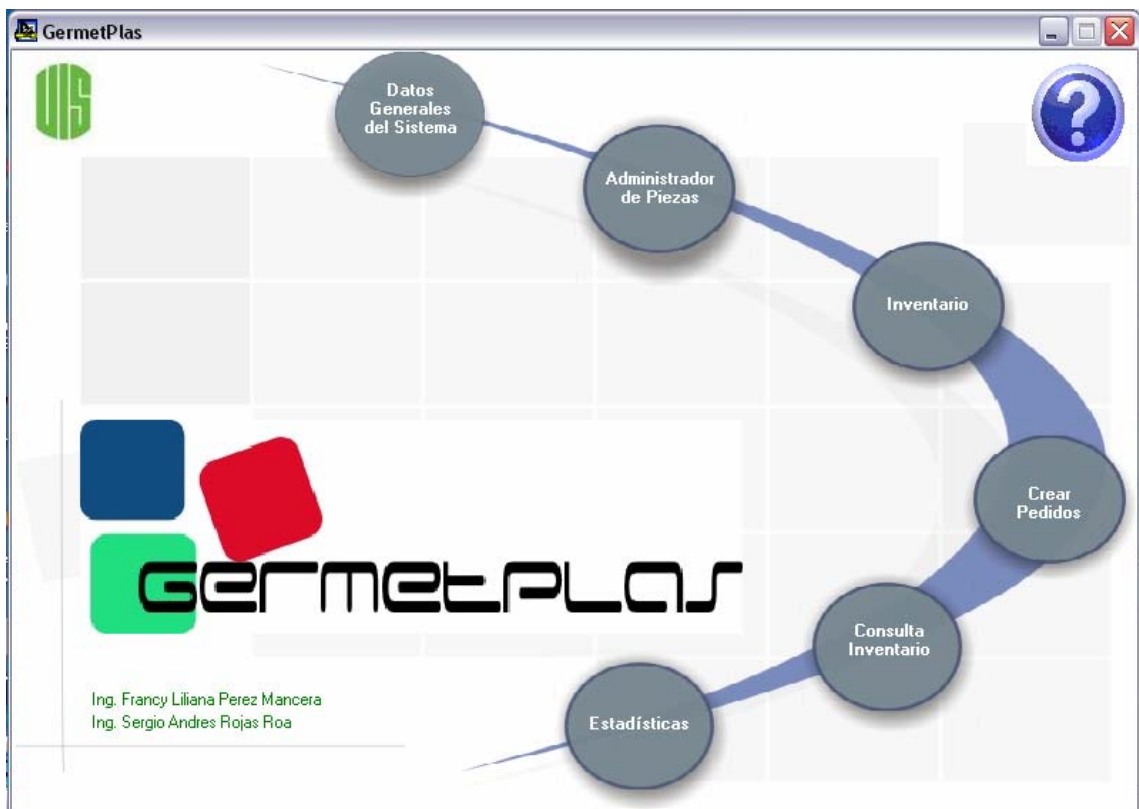 GermetPlas
UIS
Datos
Generales
del Sistema
?
Administrador
de Piezas
Inventario
Crear
Pedidos
GermetPlas
Consulta
Inventario
Ing. Francy Liliana Perez Mancera
Ing. Sergio Andres Rojas Roa
Estadísticas